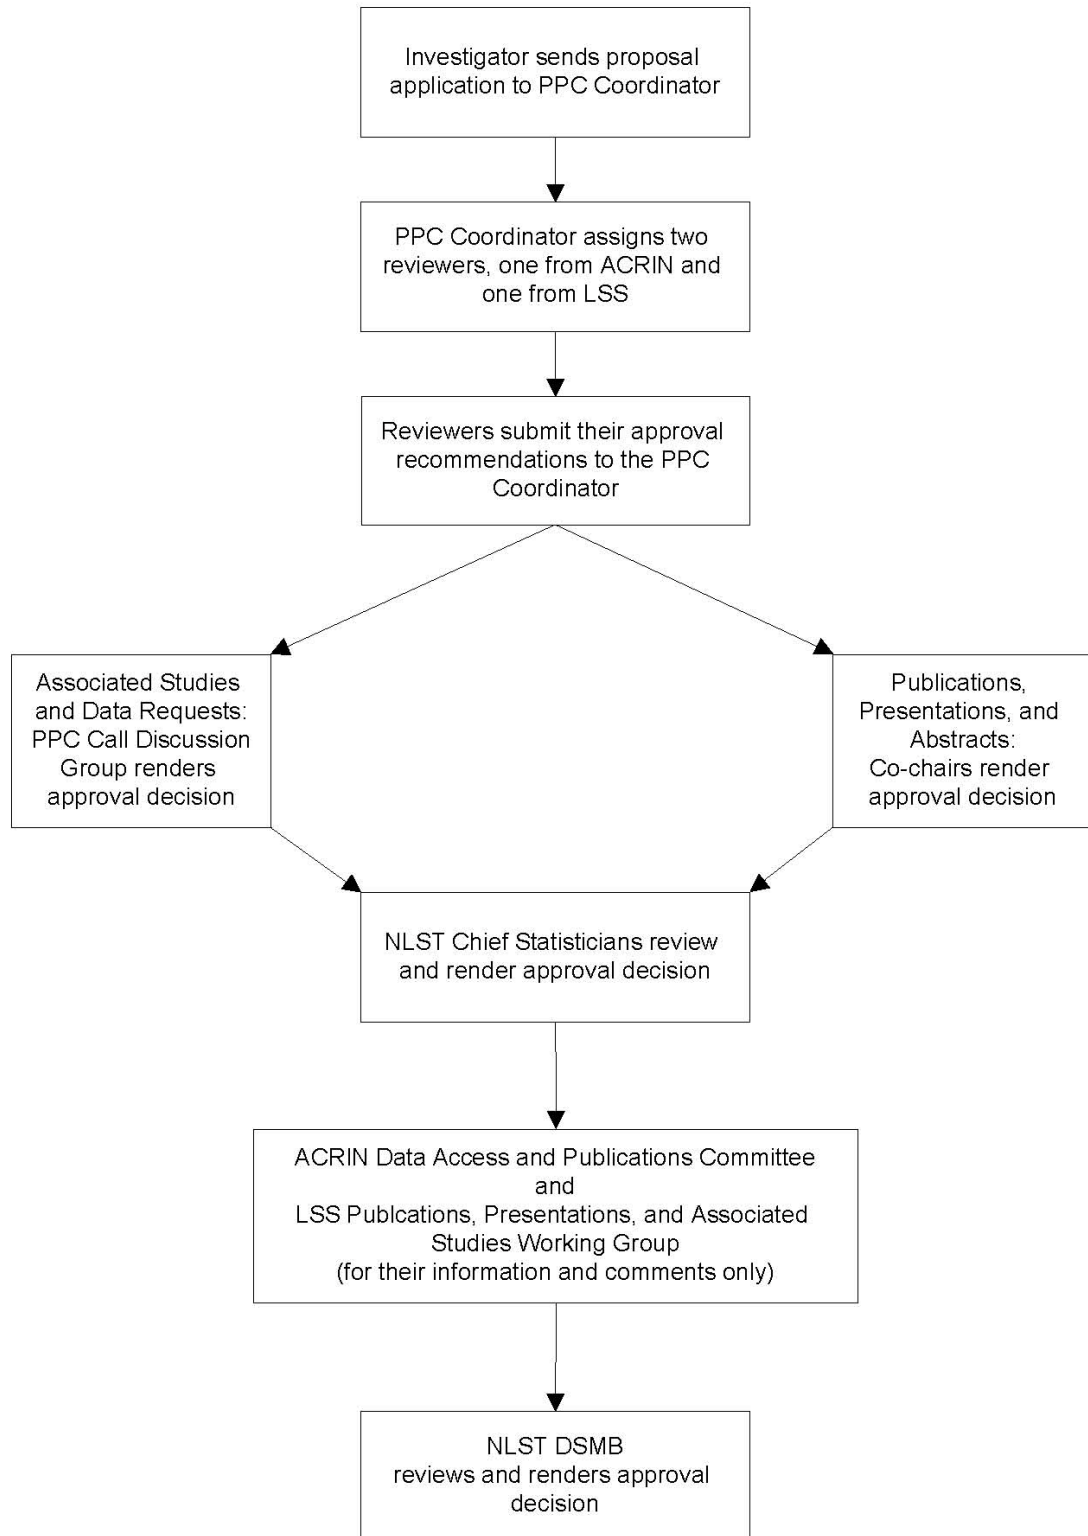 Investigator sends proposal
application to PPC Coordinator
PPC Coordinator assigns two
reviewers, one from ACRIN and
one from LSS
Reviewers submit their approval
recommendations to the PPC
Coordinator
Associated Studies
and Data Requests:
PPC Call Discussion
Group renders
approval decision
Publications,
Presentations, and
Abstracts:
Co-chairs render
approval decision
NLST Chief Statisticians review
and render approval decision
ACRIN Data Access and Publications Committee
and
LSS Publcations, Presentations, and Associated
Studies Working Group
(for their information and comments only)
NLST DSMB
reviews and renders approval
decision